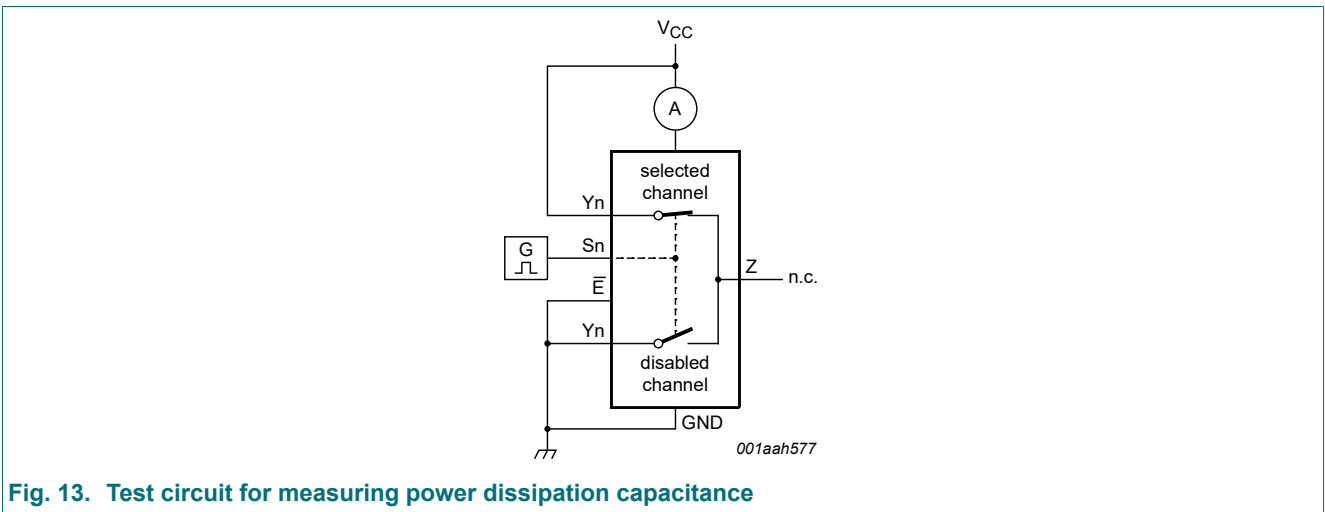 VCC
A
selected
channel
Yn
G
Sn
E̅
Z
n.c.
Yn
disabled
channel
GND
001aah577
Fig. 13. Test circuit for measuring power dissipation capacitance